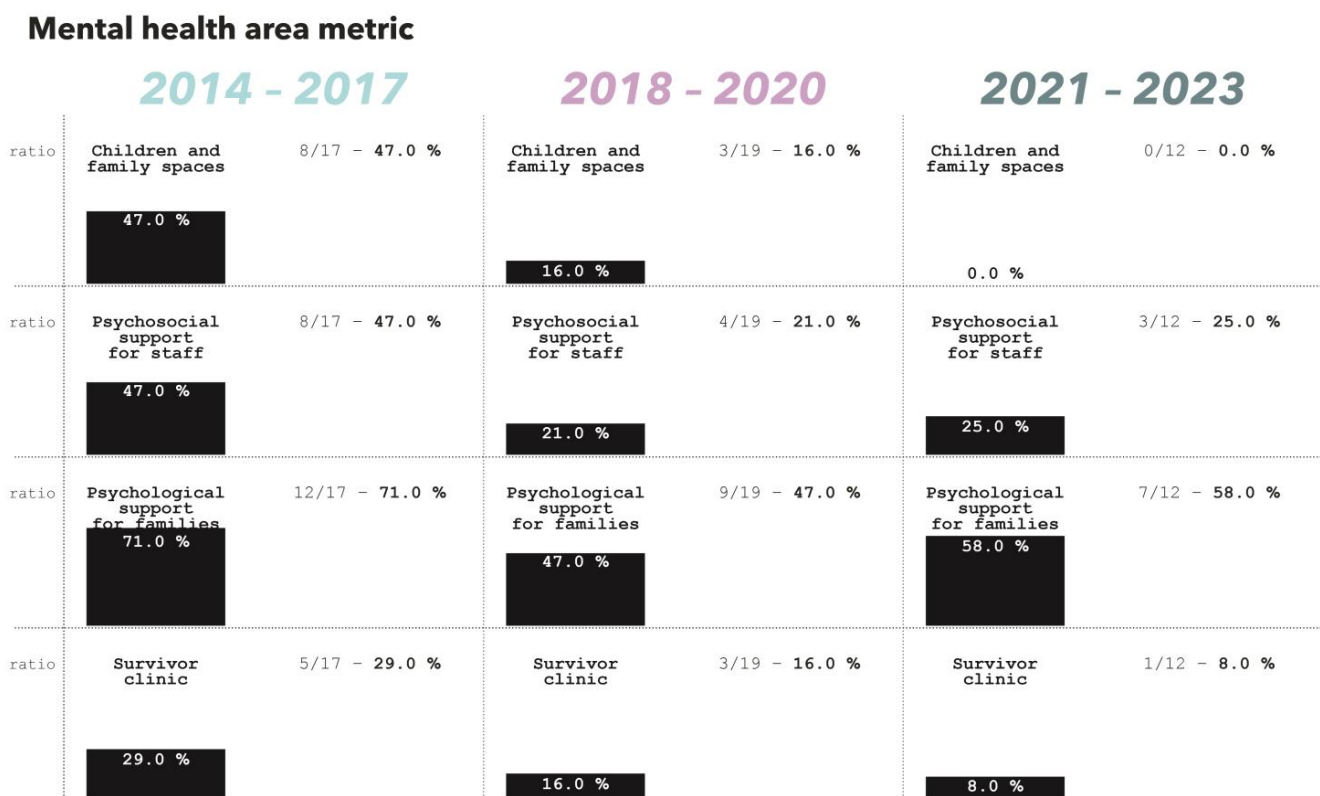 Mental health area metric
2014 – 2017
2018 – 2020
2021 – 2023
ratio
Children and
family spaces
8/17 – 47.0 %
47.0 %
Children and
family spaces
3/19 – 16.0 %
16.0 %
Children and
family spaces
0/12 – 0.0 %
0.0 %
ratio
Psychosocial
support
for staff
8/17 – 47.0 %
47.0 %
Psychosocial
support
for staff
4/19 – 21.0 %
21.0 %
Psychosocial
support
for staff
3/12 – 25.0 %
25.0 %
ratio
Psychological
support
for families
12/17 – 71.0 %
71.0 %
Psychological
support
for families
9/19 – 47.0 %
47.0 %
Psychological
support
for families
7/12 – 58.0 %
58.0 %
ratio
Survivor
clinic
5/17 – 29.0 %
29.0 %
Survivor
clinic
3/19 – 16.0 %
16.0 %
Survivor
clinic
1/12 – 8.0 %
8.0 %